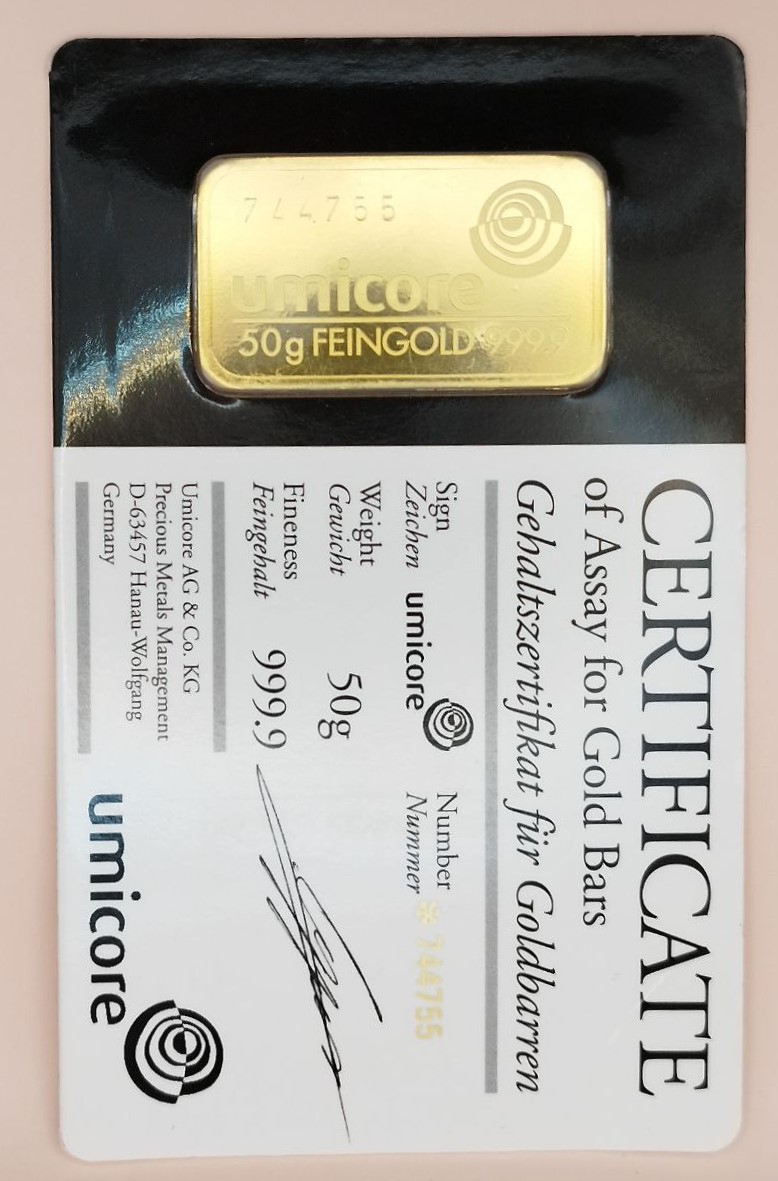 744755
umicore
50g FEINGOLD 999.9
CERTIFICATE
of Assay for Gold Bars
Gehaltszertifikat für Goldbarren
Sign
Zeichen umicore
Number
Nummer * 744755
Weight
Gewicht 50g
Fineness
Feingehalt 999.9
Umicore AG & Co. KG
Precious Metals Management
D-63457 Hanau-Wolfgang
Germany
umicore